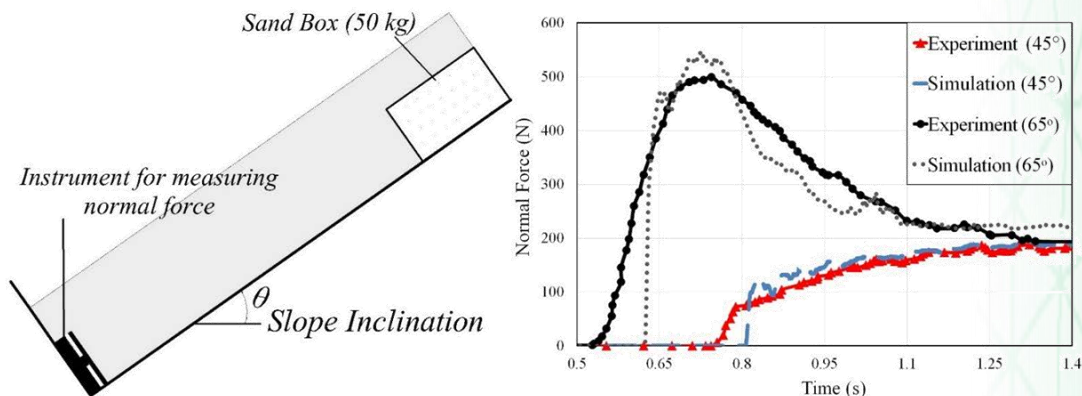 Sand Box (50 kg)
Instrument for measuring
normal force
θ
Slope Inclination
Normal Force (N)
600
500
400
300
200
100
0
0.5
0.65
0.8
0.95
1.1
1.25
1.4
Time (s)
Experiment (45°)
Simulation (45°)
Experiment (65°)
Simulation (65°)